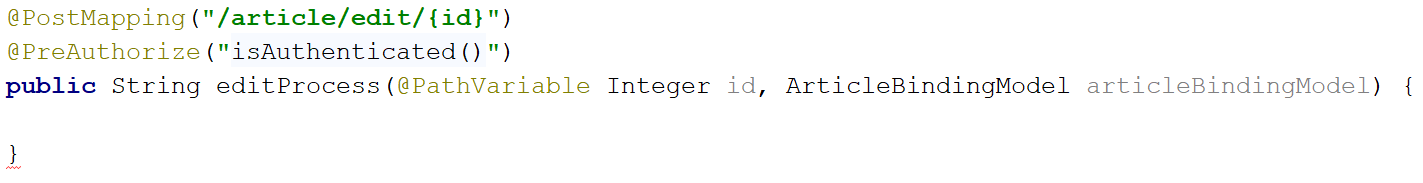 @PostMapping("/article/edit/{id}")
@PreAuthorize("isAuthenticated()")
public String editProcess(@PathVariable Integer id, ArticleBindingModel articleBindingModel) {
}